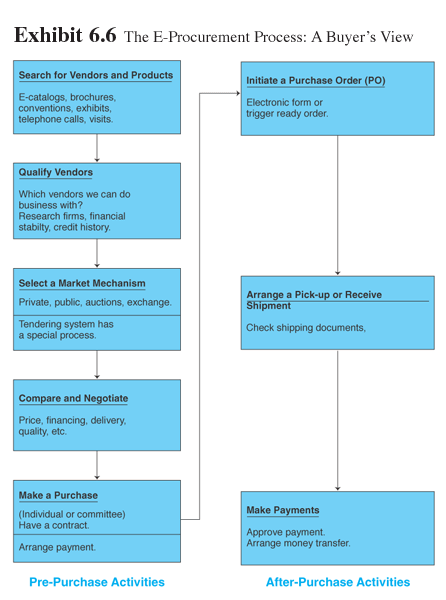 Exhibit 6.6 The E-Procurement Process: A Buyer's View
Search for Vendors and Products
E-catalogs, brochures,
conventions, exhibits,
telephone calls, visits.
Qualify Vendors
Which vendors we can do
business with?
Research firms, financial
stabilty, credit history.
Select a Market Mechanism
Private, public, auctions, exchange.
Tendering system has
a special process.
Compare and Negotiate
Price, financing, delivery,
quality, etc.
Make a Purchase
(Individual or committee)
Have a contract.
Arrange payment.
Pre-Purchase Activities
Initiate a Purchase Order (PO)
Electronic form or
trigger ready order.
Arrange a Pick-up or Receive
Shipment
Check shipping documents,
Make Payments
Approve payment.
Arrange money transfer.
After-Purchase Activities